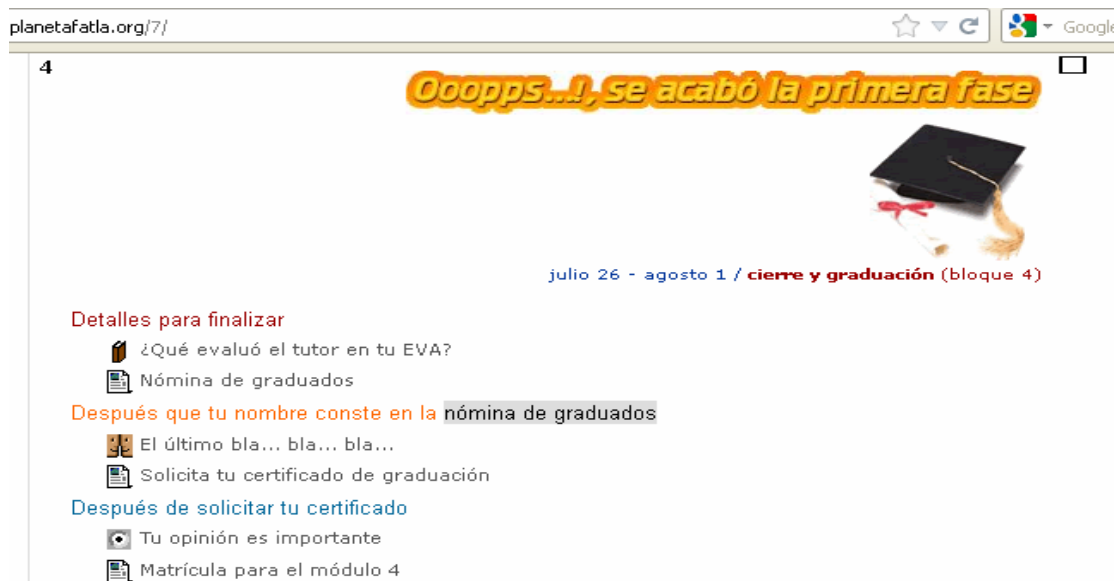 planetafatla.org/7/
Google
4
Ooopps...!, se acabó la primera fase
julio 26 - agosto 1 / cierre y graduación (bloque 4)
Detalles para finalizar
¿Qué evaluó el tutor en tu EVA?
Nómina de graduados
Después que tu nombre conste en la nómina de graduados
El último bla... bla... bla...
Solicita tu certificado de graduación
Después de solicitar tu certificado
Tu opinión es importante
Matrícula para el módulo 4